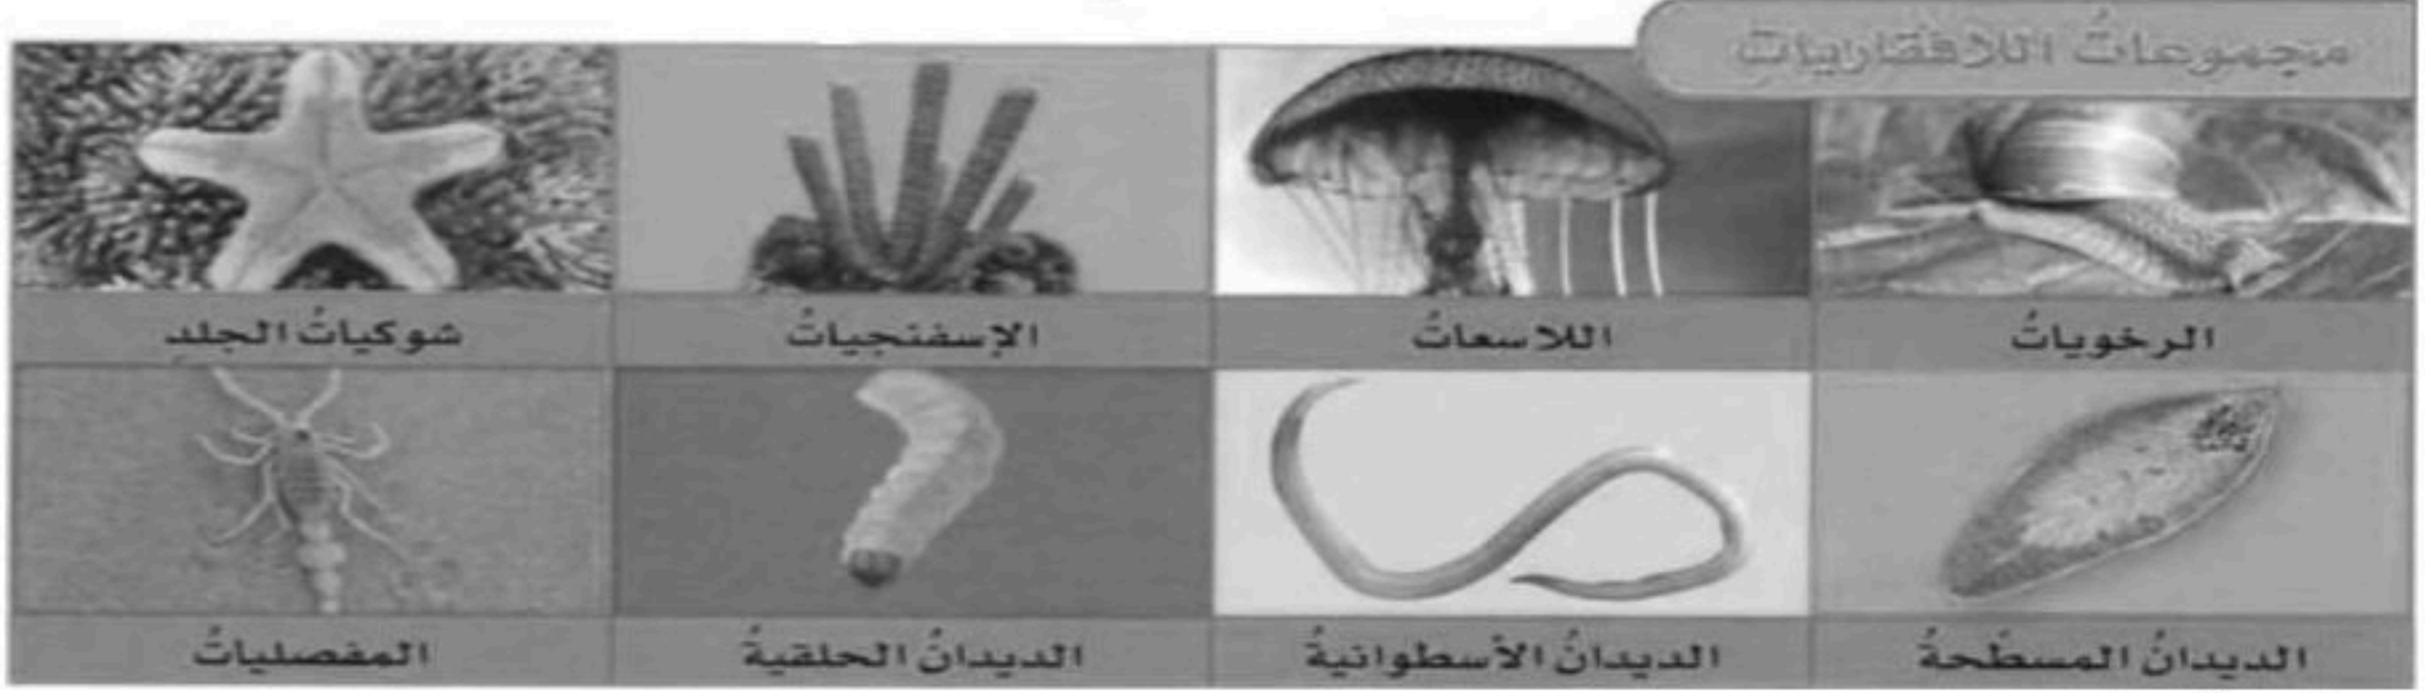 مجموعاتُ اللافقارياتِ
الرخوياتُ
اللاسعاتُ
الإسفنجياتُ
شوكياتُ الجلدِ
الديدانُ المسطَّحةُ
الديدانُ الأسطوانيةُ
الديدانُ الحلقيةُ
المفصلياتُ